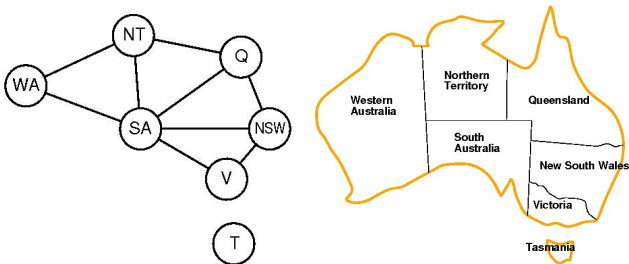 NT
Q
WA
SA
NSW
V
T
Northern
Territory
Western
Australia
Queensland
South
Australia
New South Wales
Victoria
Tasmania